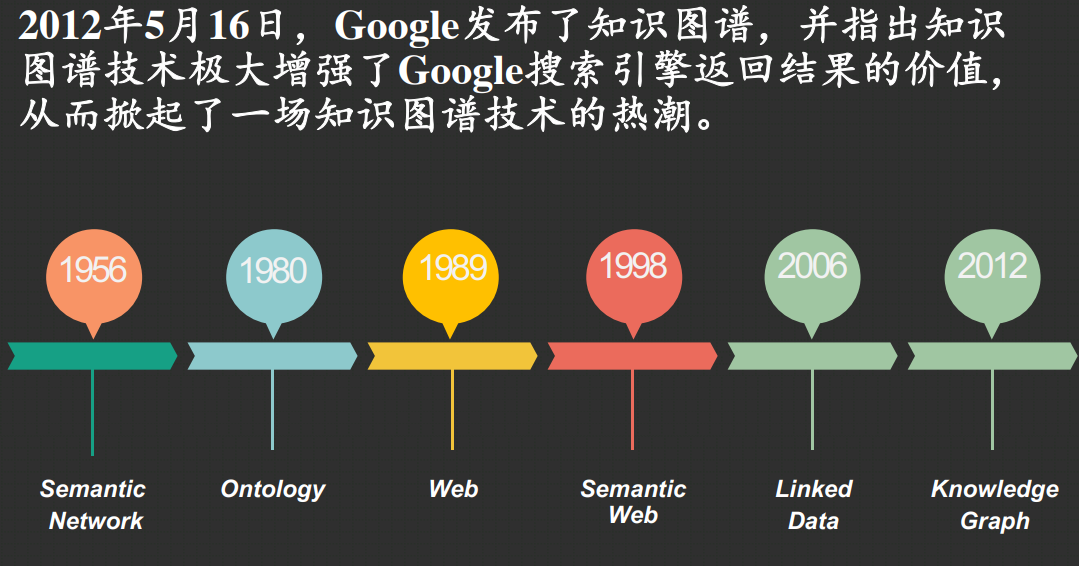 2012年5月16日，Google发布了知识图谱，并指出知识
图谱技术极大增强了Google搜索引擎返回结果的价值，
从而掀起了一场知识图谱技术的热潮。
1956
1980
1989
1998
2006
2012
Semantic
Network
Ontology
Web
Semantic
Web
Linked
Data
Knowledge
Graph